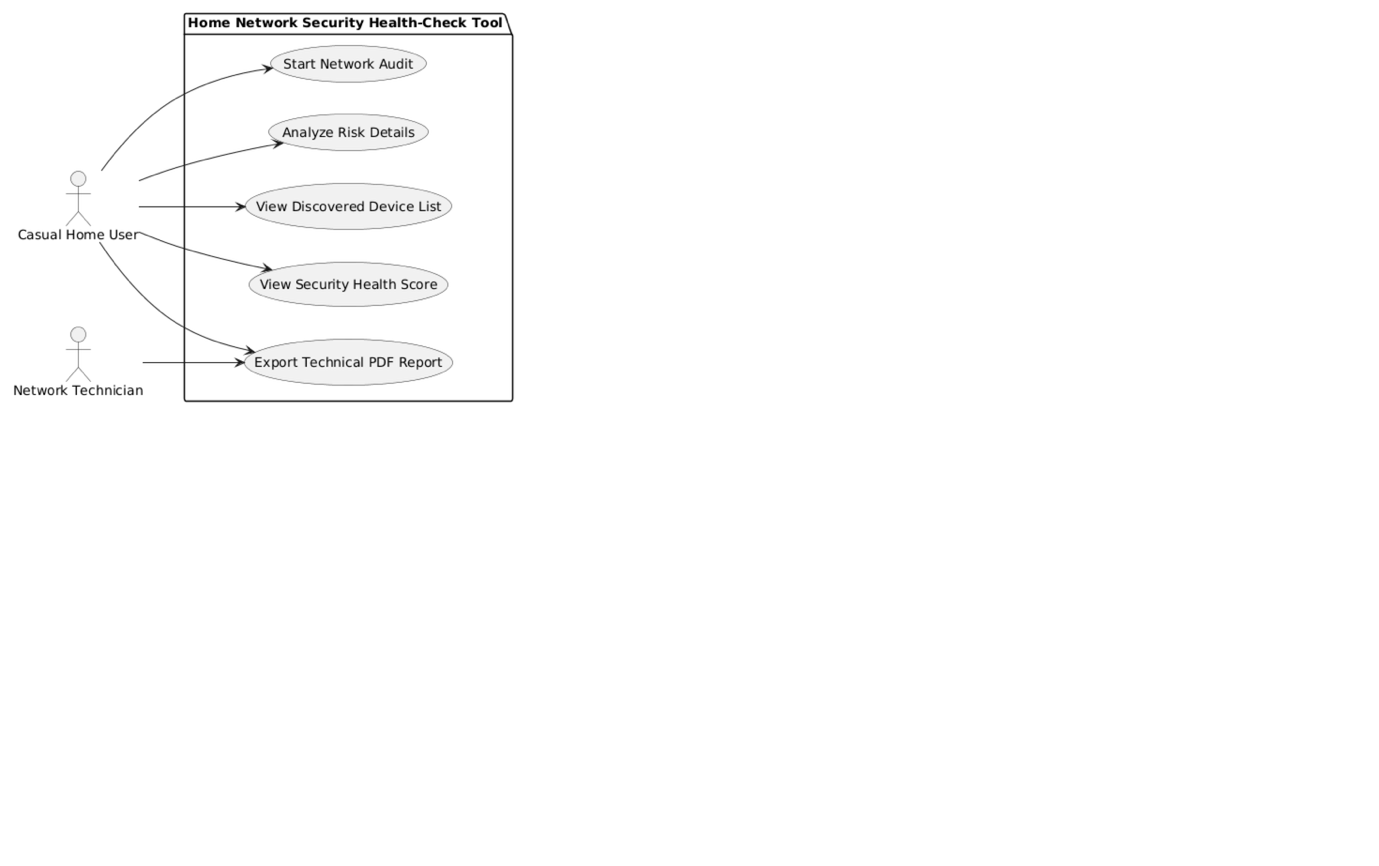 Home Network Security Health-Check Tool
Start Network Audit
Analyze Risk Details
View Discovered Device List
Casual Home User
View Security Health Score
Export Technical PDF Report
Network Technician